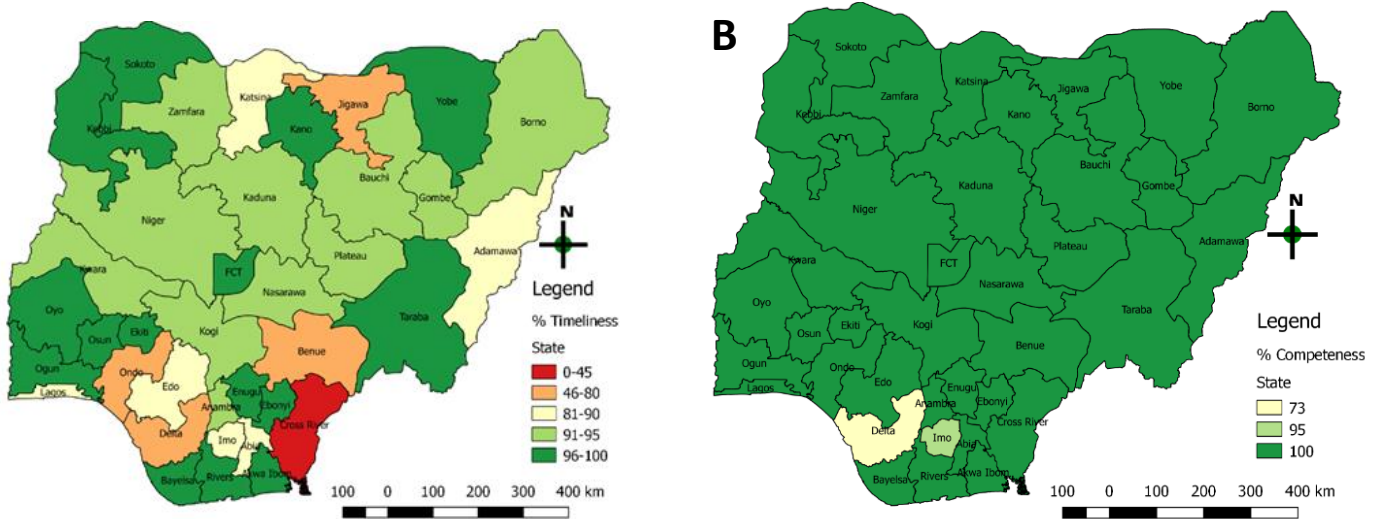 Sokoto
Katsina
Zamfara
Jigawa
Yobe
Borno
Kebbi
Kano
Bauchi
Gombe
Kaduna
Niger
Adamawa
Plateau
Kwara
FCT
Nasarawa
Oyo
Taraba
Ekiti
Kogi
Osun
Benue
Ogun
Ondo
Edo
Lagos
Enugu
Anambra
Ebonyi
Cross River
Delta
Imo
Abia
Akwa Ibom
Rivers
Bayelsa
N
Legend
% Timeliness
State
0-45
46-80
81-90
91-95
96-100
100 0 100 200 300 400 km
B
Sokoto
Katsina
Zamfara
Jigawa
Yobe
Borno
Kebbi
Kano
Bauchi
Gombe
Kaduna
Niger
Adamawa
Plateau
Kwara
FCT
Nasarawa
Oyo
Taraba
Ekiti
Kogi
Osun
Benue
Ogun
Ondo
Edo
Lagos
Enugu
Anambra
Ebonyi
Cross River
Delta
Imo
Abia
Akwa Ibom
Rivers
Bayelsa
N
Legend
% Competeness
State
73
95
100
100 0 100 200 300 400 km